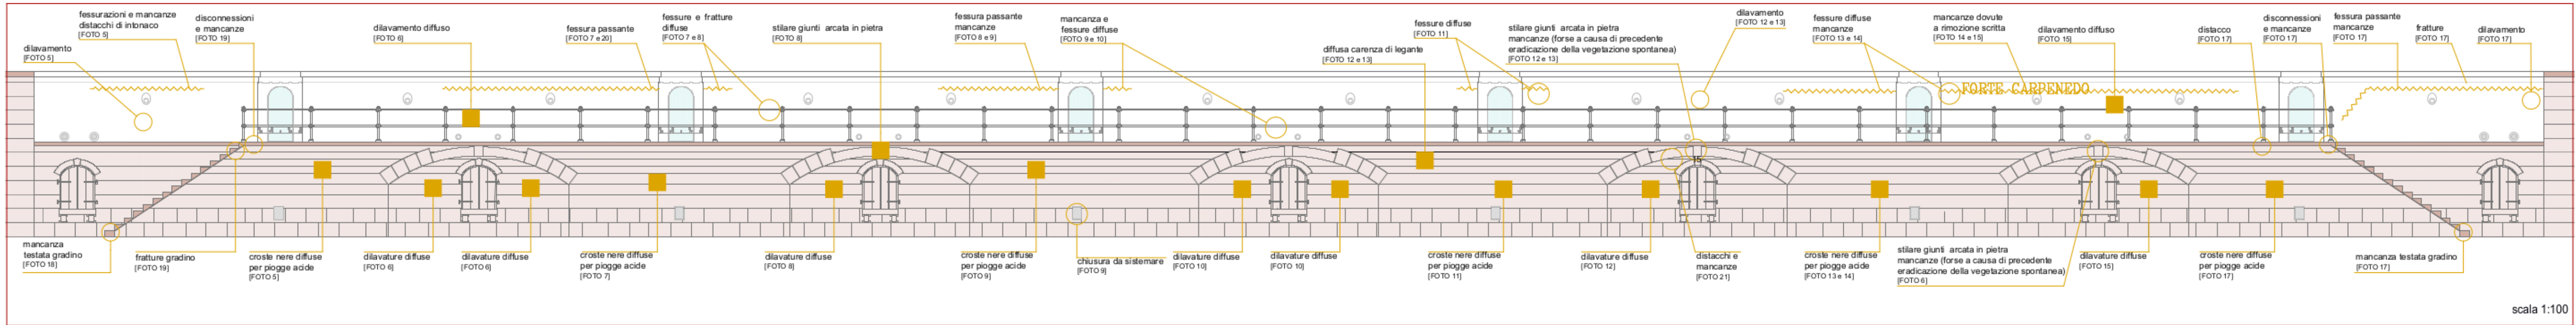 fessurazioni e mancanze
distacchi di intonaco
[FOTO 5]
dilavamento
[FOTO 5]
disconnessioni
e mancanze
[FOTO 19]
dilavamento diffuso
[FOTO 6]
fessura passante
[FOTO 7 e 20]
fessure e fratture
diffuse
[FOTO 7 e 8]
stilare giunti arcata in pietra
[FOTO 8]
fessura passante
mancanze
[FOTO 8 e 9]
mancanza e
fessure diffuse
[FOTO 9 e 10]
diffusa carenza di legante
[FOTO 12 e 13]
fessure diffuse
[FOTO 11]
stilare giunti arcata in pietra
mancanze (forse a causa di precedente
eradicazione della vegetazione spontanea)
[FOTO 12 e 13]
dilavamento
[FOTO 12 e 13]
fessure diffuse
mancanze
[FOTO 13 e 14]
mancanze dovute
a rimozione scritta
[FOTO 14 e 15]
dilavamento diffuso
[FOTO 15]
distacco
[FOTO 17]
disconnessioni
e mancanze
[FOTO 17]
fessura passante
mancanze
[FOTO 17]
fratture
[FOTO 17]
dilavamento
[FOTO 17]
FORTE CARPENEDO
15
mancanza
testata gradino
[FOTO 18]
fratture gradino
[FOTO 19]
croste nere diffuse
per piogge acide
[FOTO 5]
dilavature diffuse
[FOTO 6]
dilavature diffuse
[FOTO 6]
croste nere diffuse
per piogge acide
[FOTO 7]
dilavature diffuse
[FOTO 8]
croste nere diffuse
per piogge acide
[FOTO 9]
chiusura da sistemare
[FOTO 9]
dilavature diffuse
[FOTO 10]
dilavature diffuse
[FOTO 10]
croste nere diffuse
per piogge acide
[FOTO 11]
dilavature diffuse
[FOTO 12]
distacchi e
mancanze
[FOTO 21]
croste nere diffuse
per piogge acide
[FOTO 13 e 14]
stilare giunti arcata in pietra
mancanze (forse a causa di precedente
eradicazione della vegetazione spontanea)
[FOTO 6]
dilavature diffuse
[FOTO 15]
croste nere diffuse
per piogge acide
[FOTO 17]
mancanza testata gradino
[FOTO 17]
scala 1:100